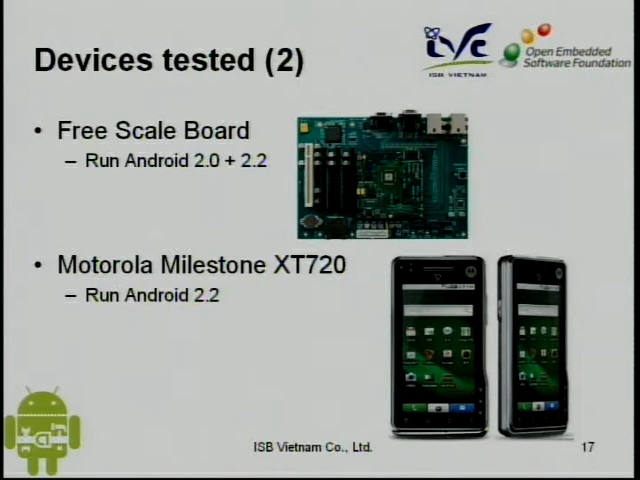 Devices tested (2)
ISB VIETNAM
Open Embedded
Software Foundation
• Free Scale Board
– Run Android 2.0 + 2.2
• Motorola Milestone XT720
– Run Android 2.2
ISB Vietnam Co., Ltd.
17